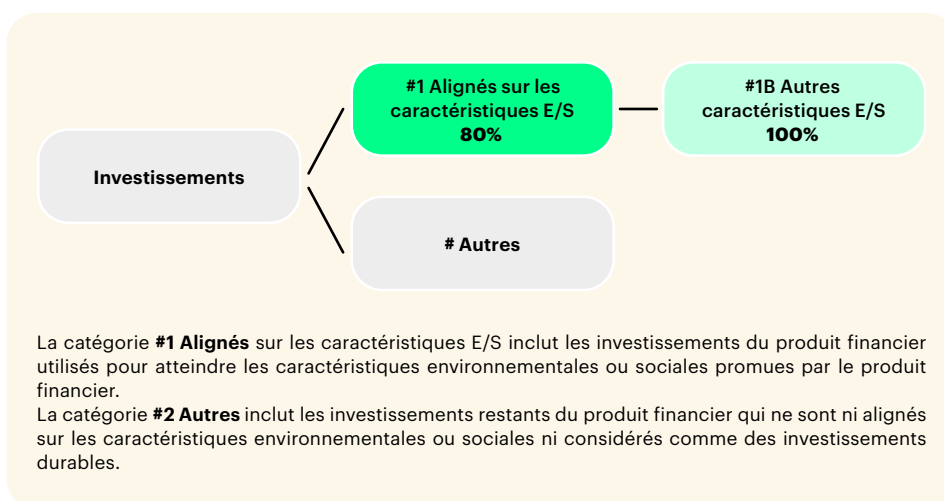 #1 Alignés sur les
caractéristiques E/S
80%
#1B Autres
caractéristiques E/S
100%
Investissements
# Autres
La catégorie #1 Alignés sur les caractéristiques E/S inclut les investissements du produit financier
utilisés pour atteindre les caractéristiques environnementales ou sociales promues par le produit
financier.
La catégorie #2 Autres inclut les investissements restants du produit financier qui ne sont ni alignés
sur les caractéristiques environnementales ou sociales ni considérés comme des investissements
durables.